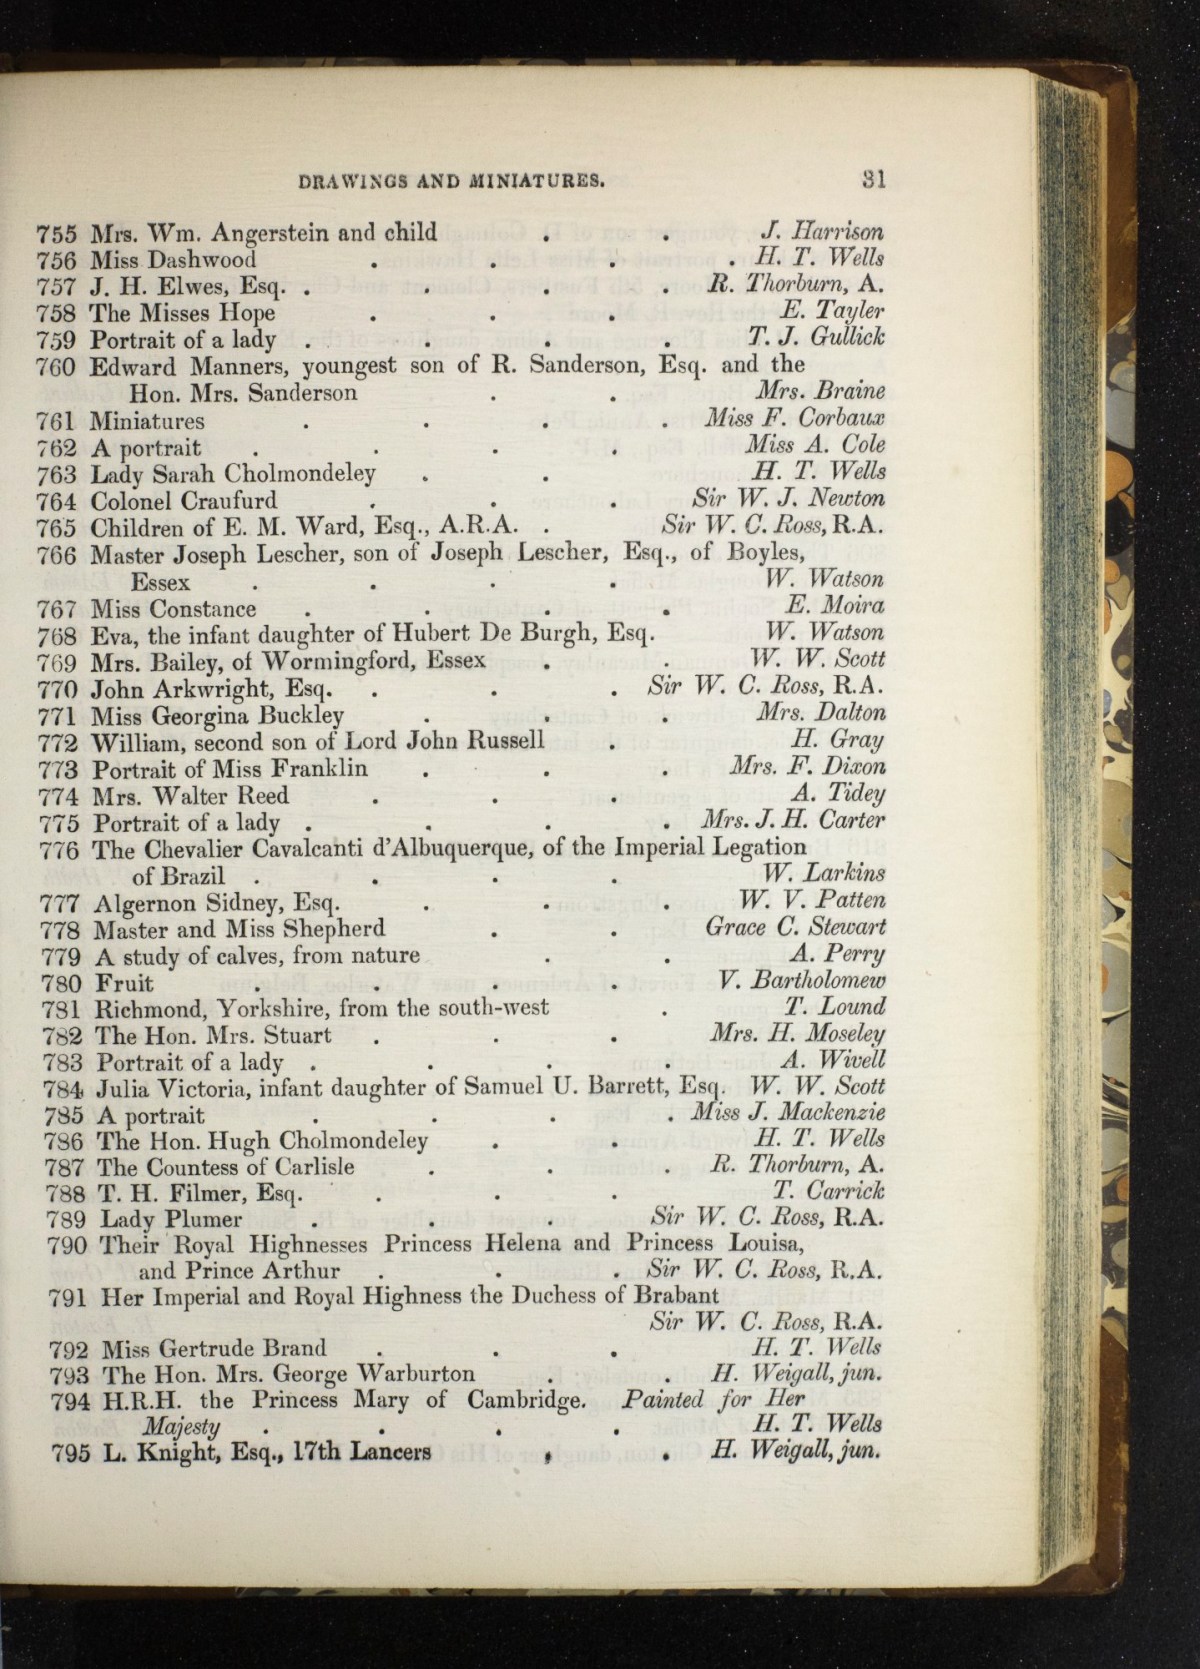 DRAWINGS AND MINIATURES. 31
755 Mrs. Wm. Angerstein and child . . J. Harrison
756 Miss Dashwood . . . . H. T. Wells
757 J. H. Elwes, Esq. . . . . R. Thorburn, A.
758 The Misses Hope . . . E. Tayler
759 Portrait of a lady . . . . T. J. Gullick
760 Edward Manners, youngest son of R. Sanderson, Esq. and the
Hon. Mrs. Sanderson . . Mrs. Braine
761 Miniatures . . . . Miss F. Corbaux
762 A portrait . . . . Miss A. Cole
763 Lady Sarah Cholmondeley . . H. T. Wells
764 Colonel Craufurd . . . Sir W. J. Newton
765 Children of E. M. Ward, Esq., A.R.A. . Sir W. C. Ross, R.A.
766 Master Joseph Lescher, son of Joseph Lescher, Esq., of Boyles,
Essex . . . . W. Watson
767 Miss Constance . . . . E. Moira
768 Eva, the infant daughter of Hubert De Burgh, Esq. W. Watson
769 Mrs. Bailey, of Wormingford, Essex . . W. W. Scott
770 John Arkwright, Esq. . . . Sir W. C. Ross, R.A.
771 Miss Georgina Buckley . . . Mrs. Dalton
772 William, second son of Lord John Russell . H. Gray
773 Portrait of Miss Franklin . . . Mrs. F. Dixon
774 Mrs. Walter Reed . . . A. Tidey
775 Portrait of a lady . . . . Mrs. J. H. Carter
776 The Chevalier Cavalcanti d'Albuquerque, of the Imperial Legation
of Brazil . . . . W. Larkins
777 Algernon Sidney, Esq. . . . W. V. Patten
778 Master and Miss Shepherd . . Grace C. Stewart
779 A study of calves, from nature . . A. Perry
780 Fruit . . . . V. Bartholomew
781 Richmond, Yorkshire, from the south-west . T. Lound
782 The Hon. Mrs. Stuart . . . Mrs. H. Moseley
783 Portrait of a lady . . . . A. Wivell
784 Julia Victoria, infant daughter of Samuel U. Barrett, Esq. W. W. Scott
785 A portrait . . . . Miss J. Mackenzie
786 The Hon. Hugh Cholmondeley . . H. T. Wells
787 The Countess of Carlisle . . . R. Thorburn, A.
788 T. H. Filmer, Esq. . . . T. Carrick
789 Lady Plumer . . . Sir W. C. Ross, R.A.
790 Their Royal Highnesses Princess Helena and Princess Louisa,
and Prince Arthur . . . Sir W. C. Ross, R.A.
791 Her Imperial and Royal Highness the Duchess of Brabant
Sir W. C. Ross, R.A.
792 Miss Gertrude Brand . . . H. T. Wells
793 The Hon. Mrs. George Warburton . . H. Weigall, jun.
794 H.R.H. the Princess Mary of Cambridge. Painted for Her
Majesty . . . . H. T. Wells
795 L. Knight, Esq., 17th Lancers . . H. Weigall, jun.